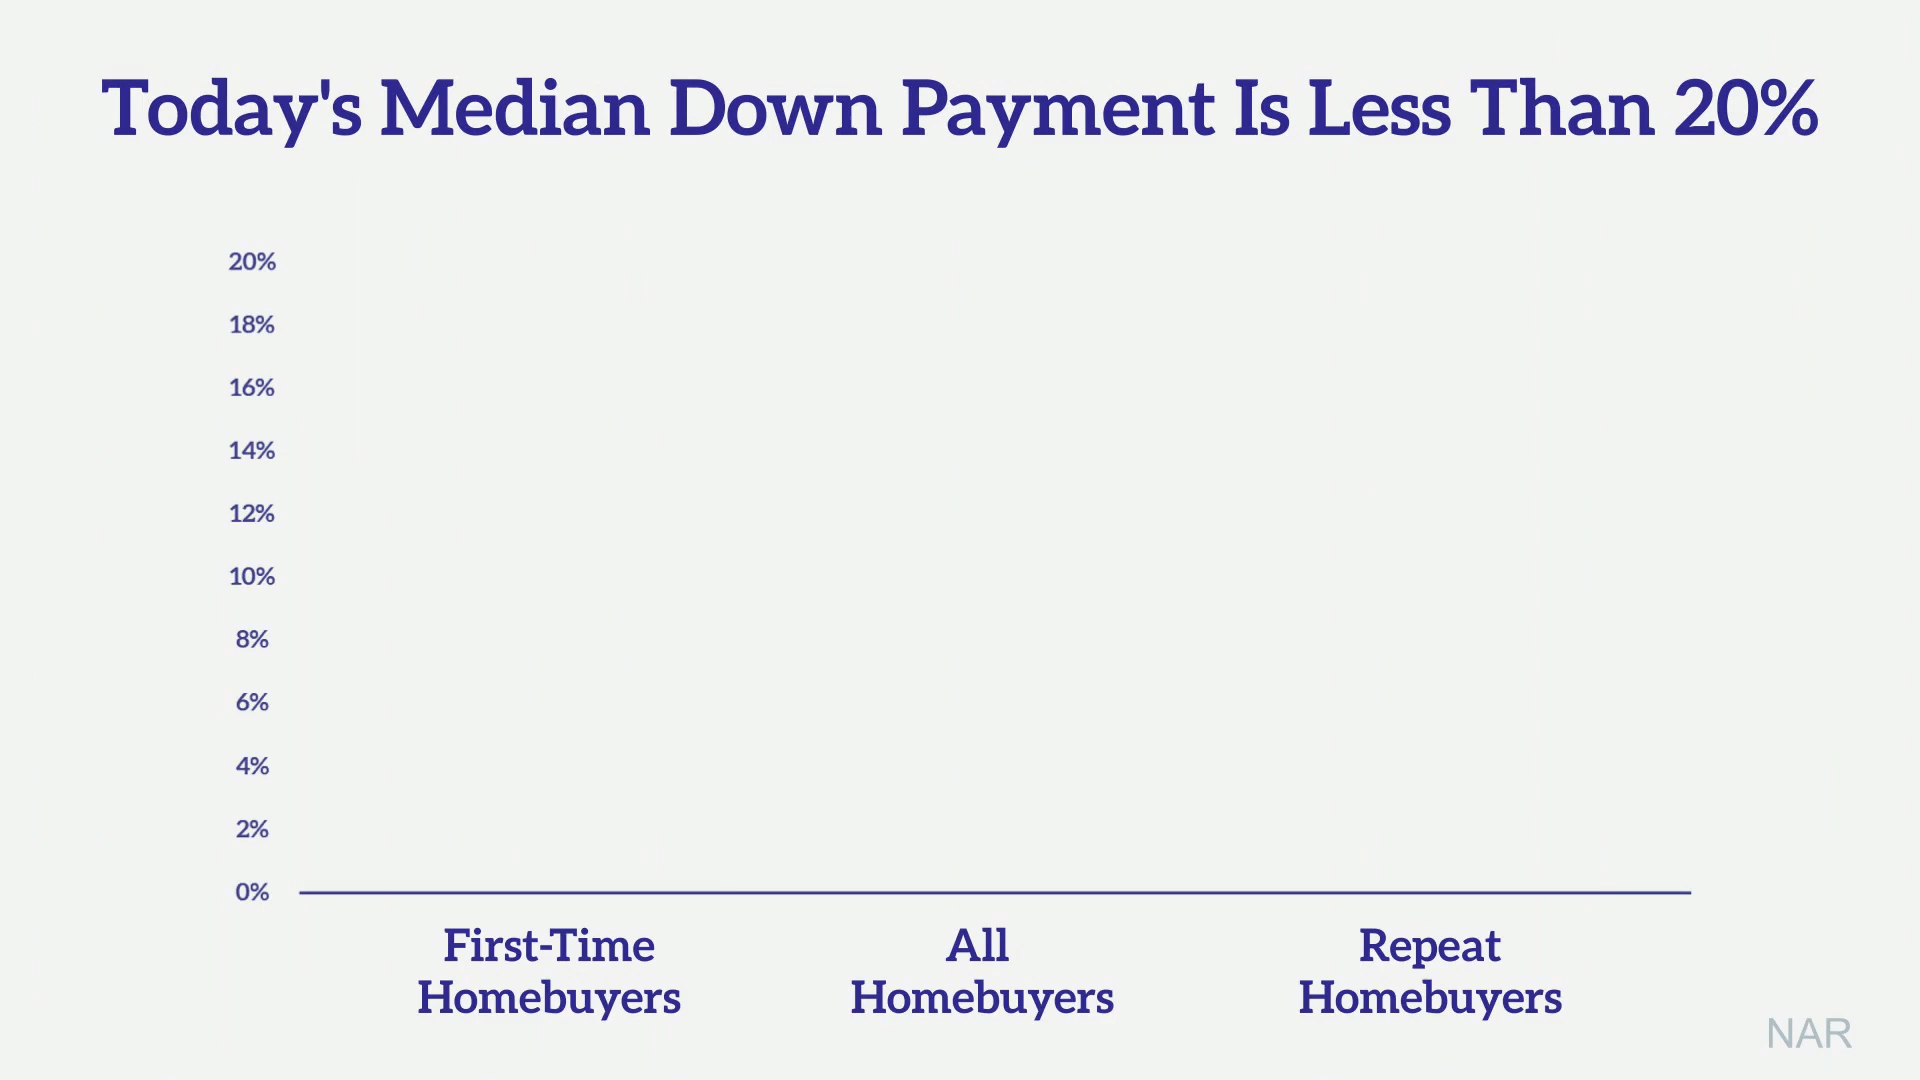 Today's Median Down Payment Is Less Than 20%
20%
18%
16%
14%
12%
10%
8%
6%
4%
2%
0%
First-Time
Homebuyers
All
Homebuyers
Repeat
Homebuyers
NAR